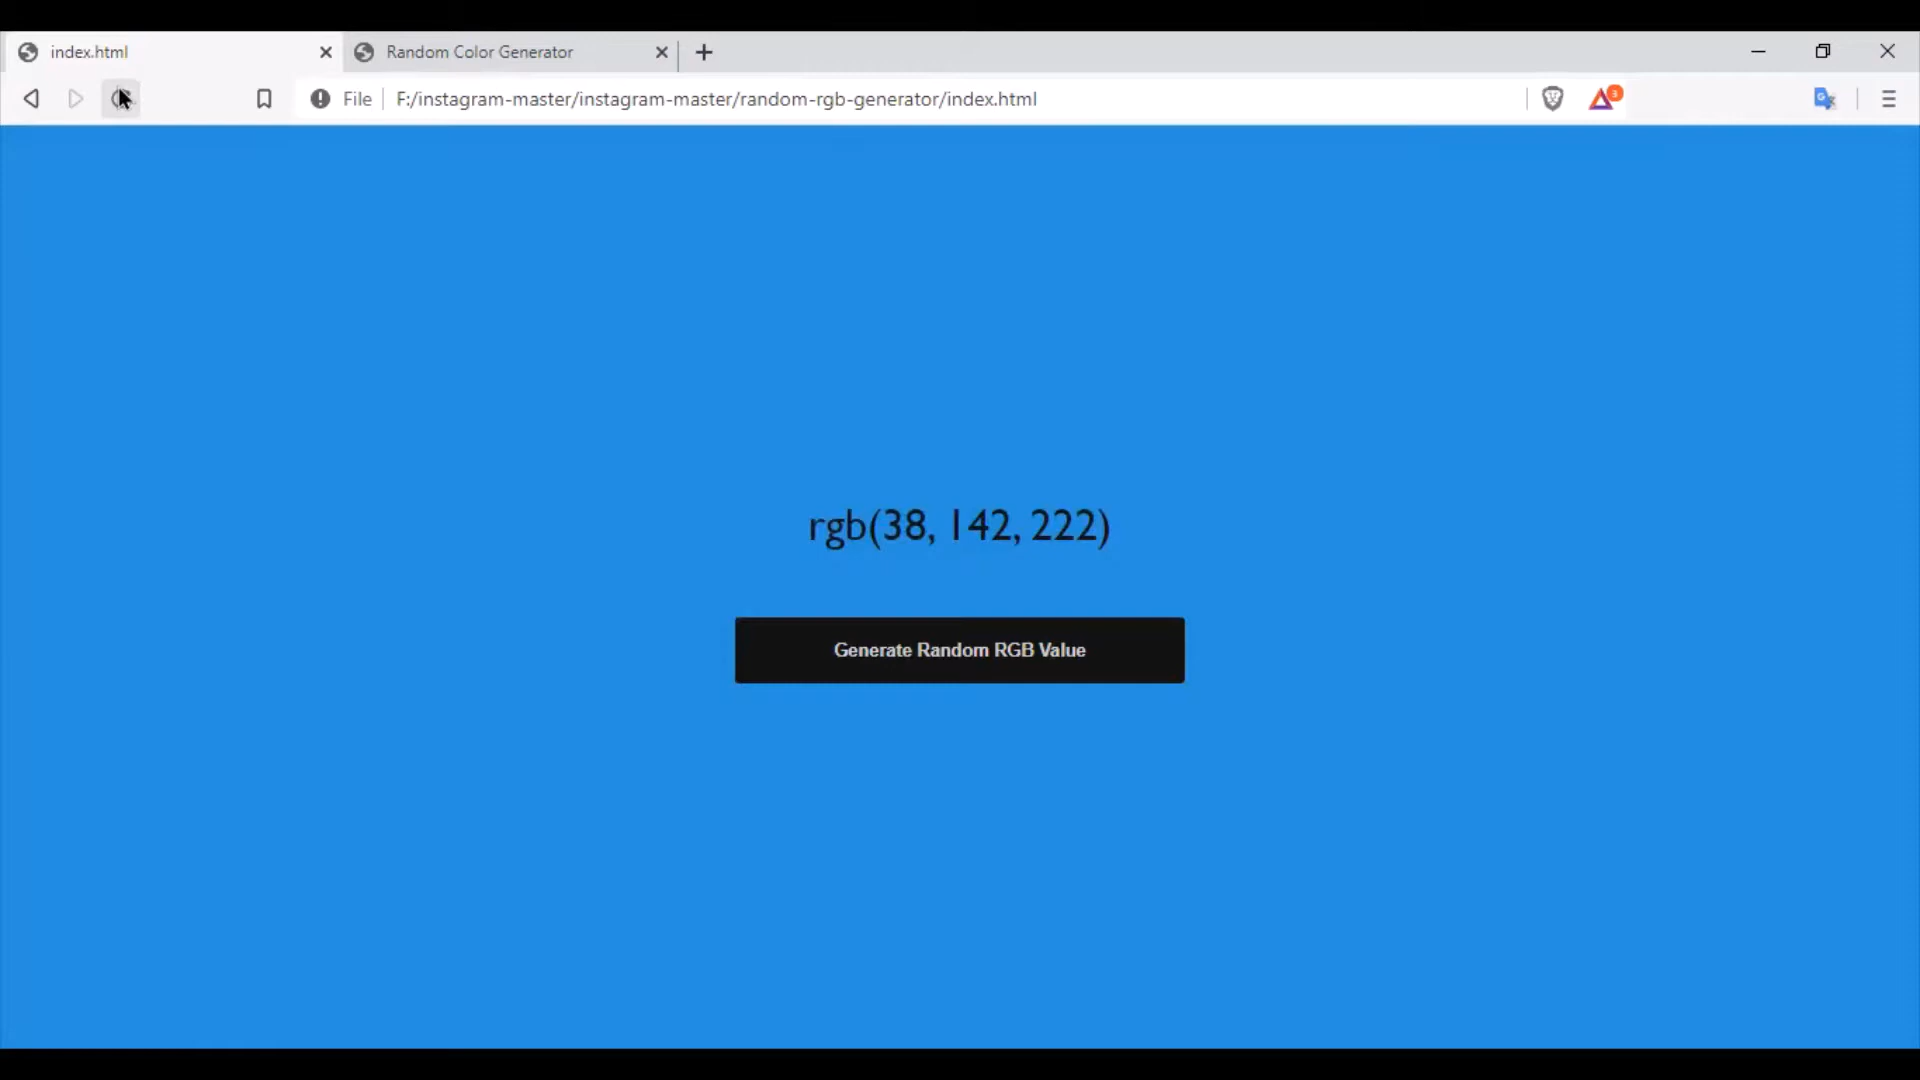 index.html
Random Color Generator
File
F:/instagram-master/instagram-master/random-rgb-generator/index.html
3
rgb(38, 142, 222)
Generate Random RGB Value